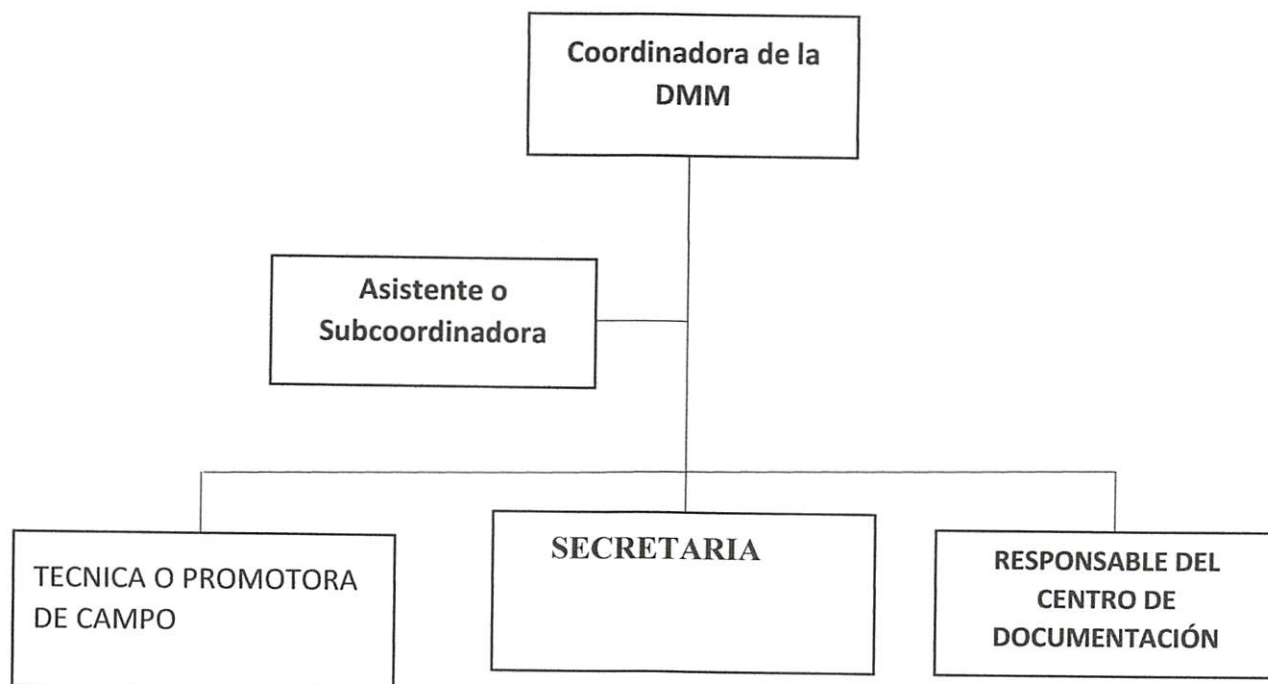 Coordinadora de la
DMM
Asistente o
Subcoordinadora
TECNICA O PROMOTORA
DE CAMPO
SECRETARIA
RESPONSABLE DEL
CENTRO DE
DOCUMENTACIÓN